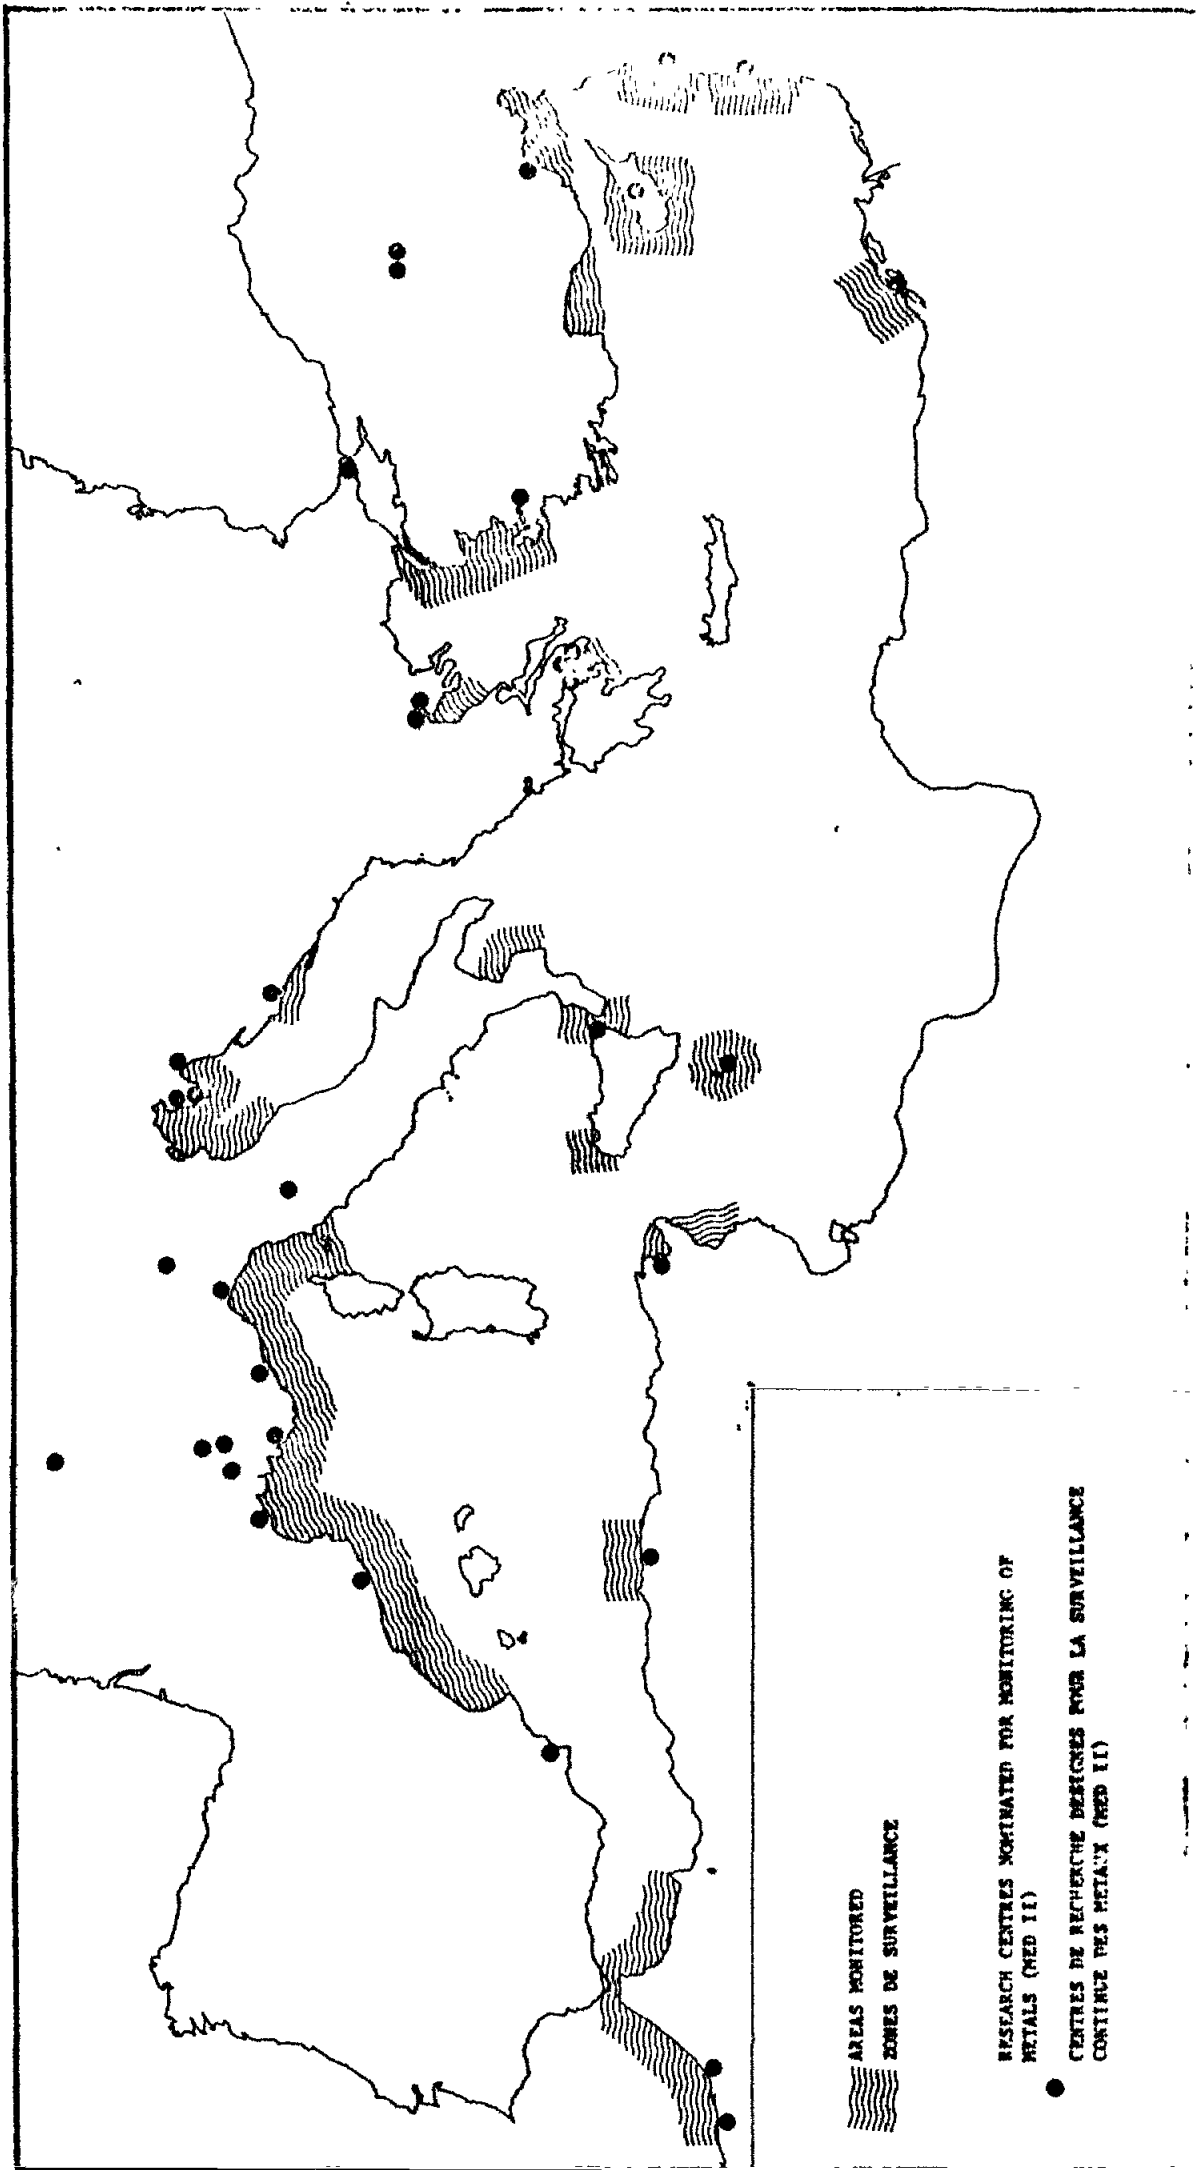 AREAS MONITORED
ZONES DE SURVEILLANCE
RESEARCH CENTRES NOMINATED FOR MONITORING OF
METALS (MED II)
CENTRES DE RECHERCHE DESIGNES POUR LA SURVEILLANCE
CONTINUE DES METAUX (MED II)